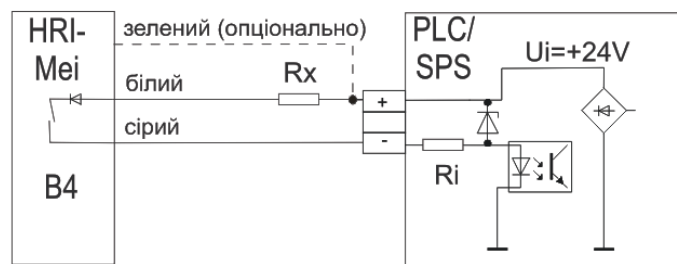 HRI-
Mei
B4
зелений (опціонально)
білий
Rx
сірий
+
-
PLC/
SPS
Ui=+24V
Ri